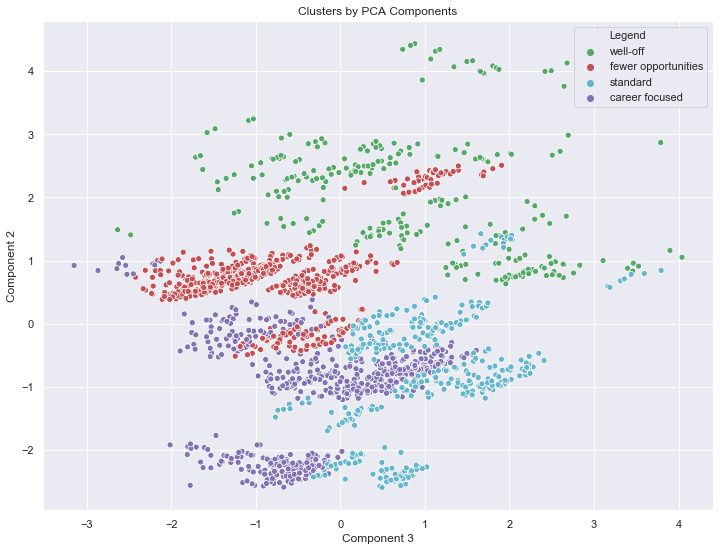 Clusters by PCA Components
Legend
well-off
fewer opportunities
standard
career focused
Component 2
4
3
2
1
0
−1
−2
−3
−2
−1
0
1
2
3
4
Component 3